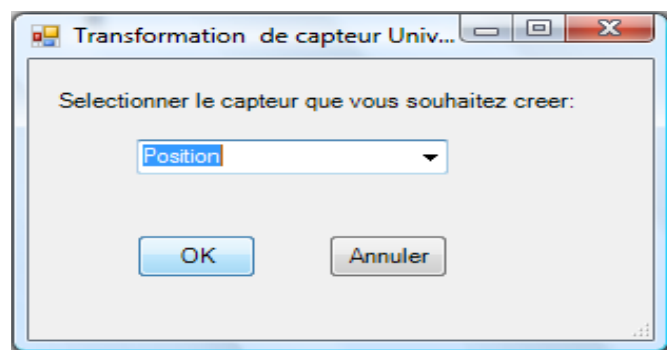 Transformation de capteur Univ...
Selectionner le capteur que vous souhaitez creer:
Position
OK
Annuler